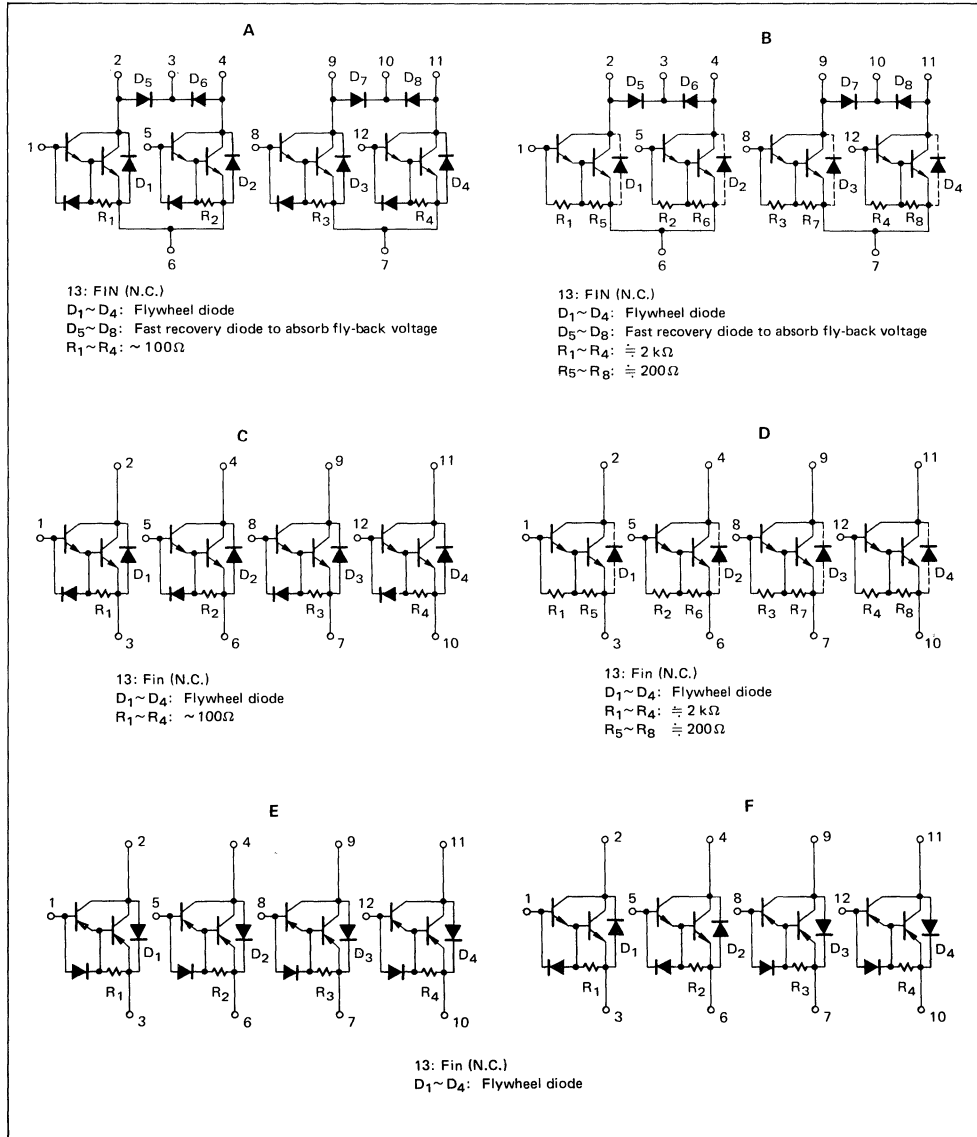 A
2 3 4 9 10 11
D5 D6 D7 D8
1 5 8 12
D1 D2 D3 D4
R1 R2 R3 R4
6 7
13: FIN (N.C.)
D1~D4: Flywheel diode
D5~D8: Fast recovery diode to absorb fly-back voltage
R1~R4: ~ 100Ω
B
2 3 4 9 10 11
D5 D6 D7 D8
1 5 8 12
D1 D2 D3 D4
R1 R5 R2 R6 R3 R7 R4 R8
6 7
13: FIN (N.C.)
D1~D4: Flywheel diode
D5~D8: Fast recovery diode to absorb fly-back voltage
R1~R4: ≒ 2 kΩ
R5~R8: ≒ 200Ω
C
2 4 9 11
1 5 8 12
D1 D2 D3 D4
R1 R2 R3 R4
3 6 7 10
13: Fin (N.C.)
D1~D4: Flywheel diode
R1~R4: ~100Ω
D
2 4 9 11
1 5 8 12
D1 D2 D3 D4
R1 R5 R2 R6 R3 R7 R4 R8
3 6 7 10
13: Fin (N.C.)
D1~D4: Flywheel diode
R1~R4: ≒ 2 kΩ
R5~R8 ≒ 200Ω
E
2 4 9 11
1 5 8 12
D1 D2 D3 D4
R1 R2 R3 R4
3 6 7 10
F
2 4 9 11
1 5 8 12
D1 D2 D3 D4
R1 R2 R3 R4
3 6 7 10
13: Fin (N.C.)
D1~D4: Flywheel diode